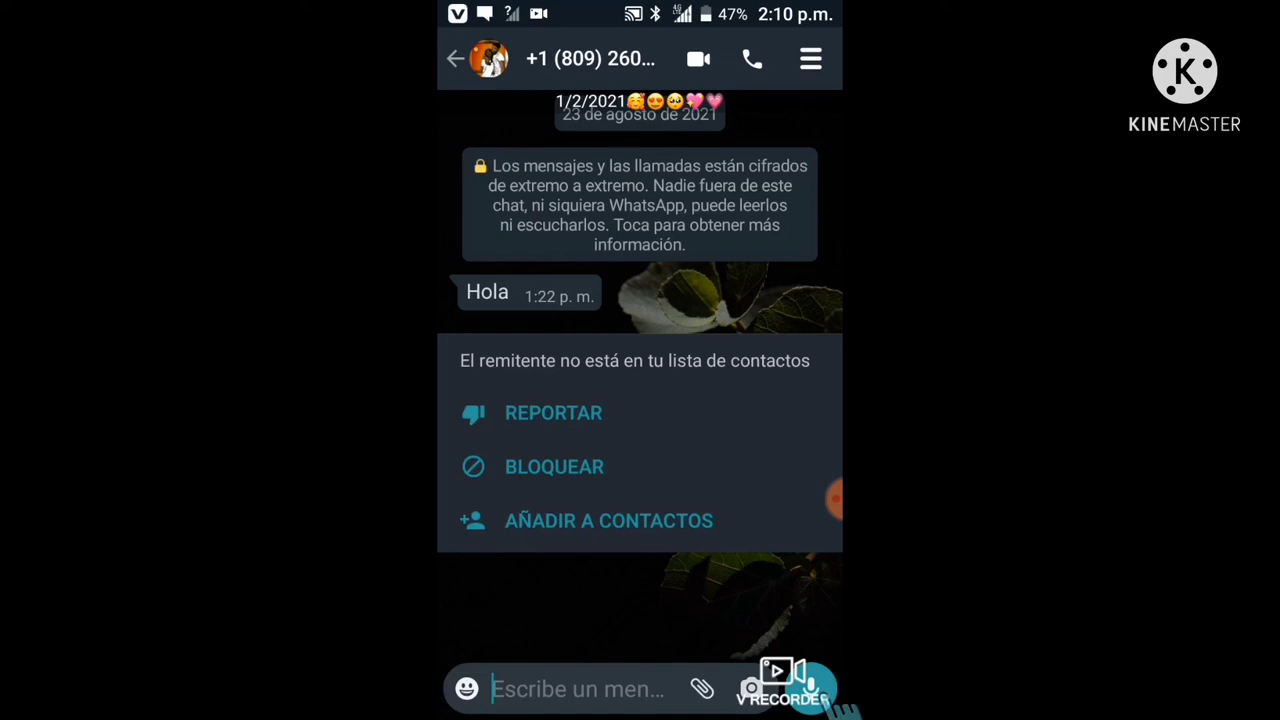 47% 2:10 p.m.
+1 (809) 260...
1/2/2021🥰😍🥺💖💗
23 de agosto de 2021
🔒 Los mensajes y las llamadas están cifrados
de extremo a extremo. Nadie fuera de este
chat, ni siquiera WhatsApp, puede leerlos
ni escucharlos. Toca para obtener más
información.
Hola 1:22 p. m.
El remitente no está en tu lista de contactos
REPORTAR
BLOQUEAR
AÑADIR A CONTACTOS
Escribe un men...
V RECORDER
K
KINEMASTER